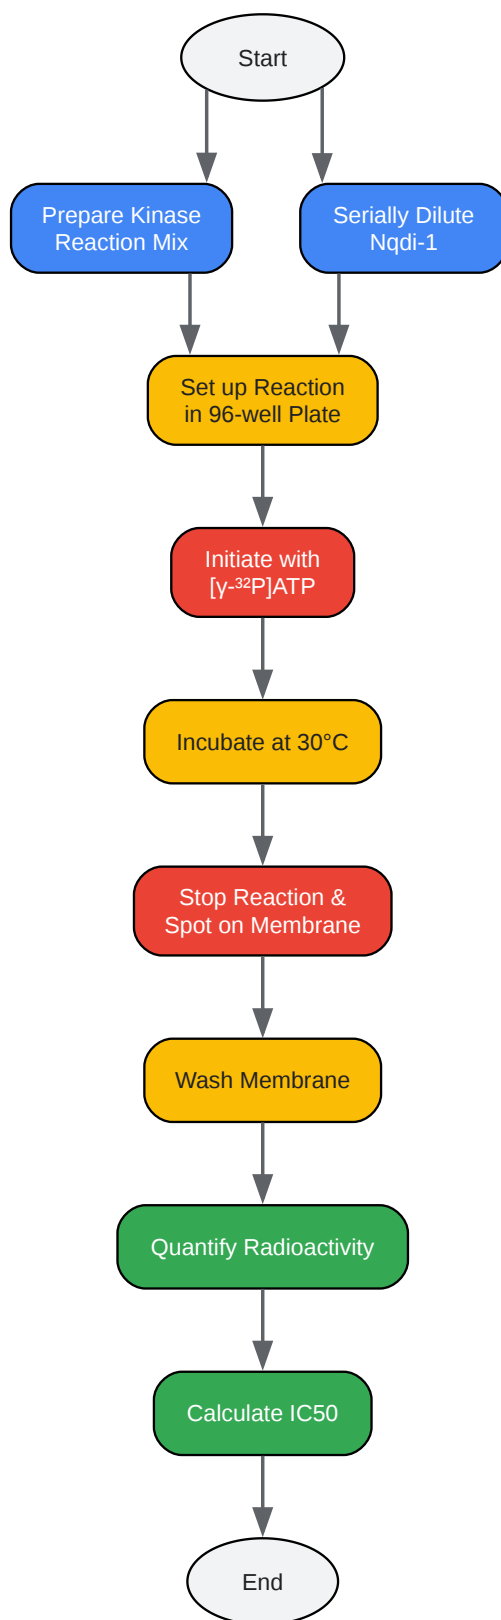 Start
Prepare Kinase
Reaction Mix
Serially Dilute
Nqdi-1
Set up Reaction
in 96-well Plate
Initiate with
[γ-³²P]ATP
Incubate at 30°C
Stop Reaction &
Spot on Membrane
Wash Membrane
Quantify Radioactivity
Calculate IC50
End